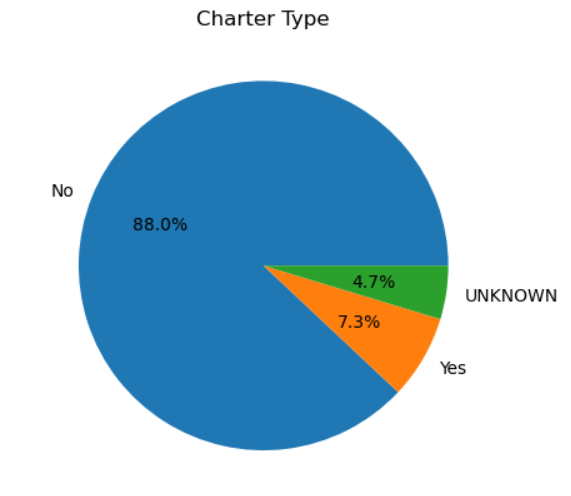 Charter Type
No
88.0%
4.7%
UNKNOWN
7.3%
Yes